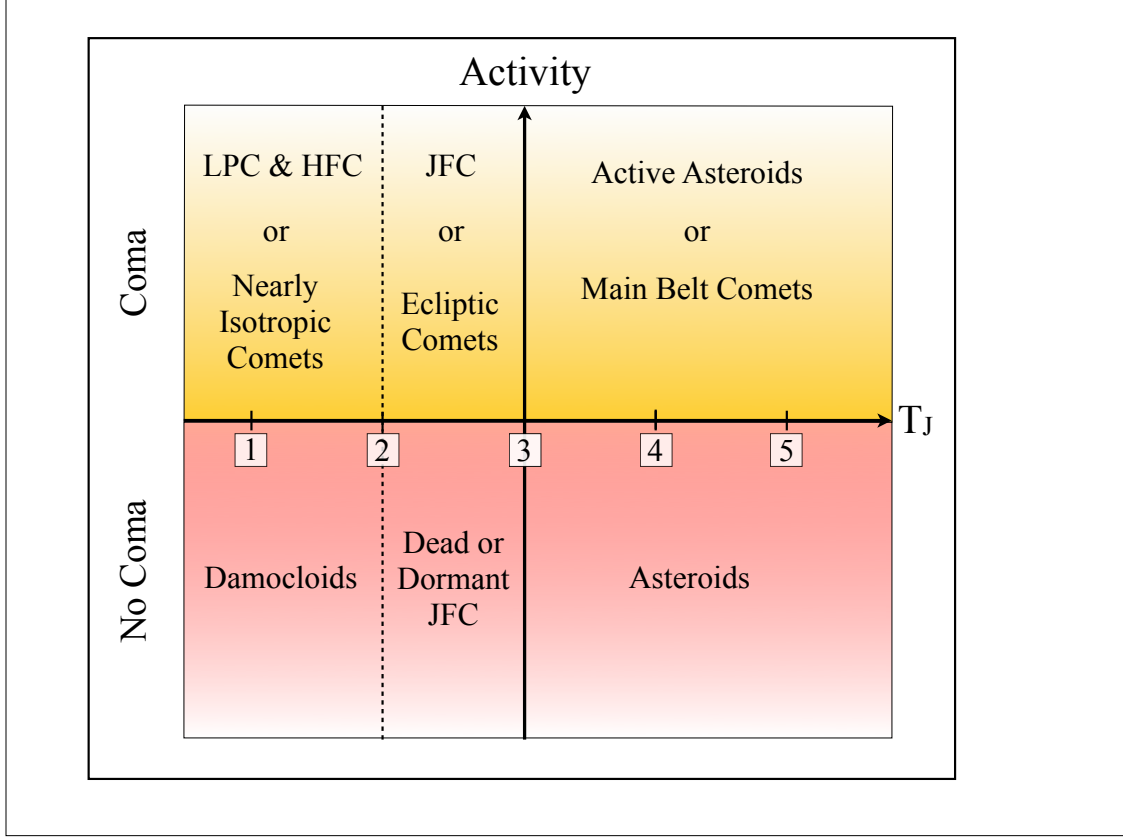 Activity
Coma
LPC & HFC
or
Nearly
Isotropic
Comets
JFC
or
Ecliptic
Comets
Active Asteroids
or
Main Belt Comets
TJ
1
2
3
4
5
No Coma
Damocloids
Dead or
Dormant
JFC
Asteroids